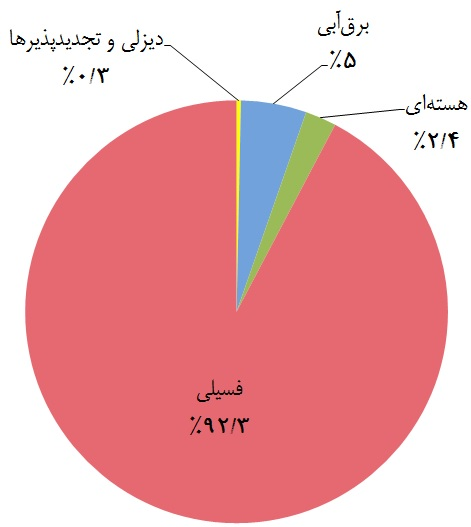 برق‌آبی
٪۵
دیزلی و تجدیدپذیرها
٪۰/۳
هسته‌ای
٪۲/۴
فسیلی
٪۹۲/۳